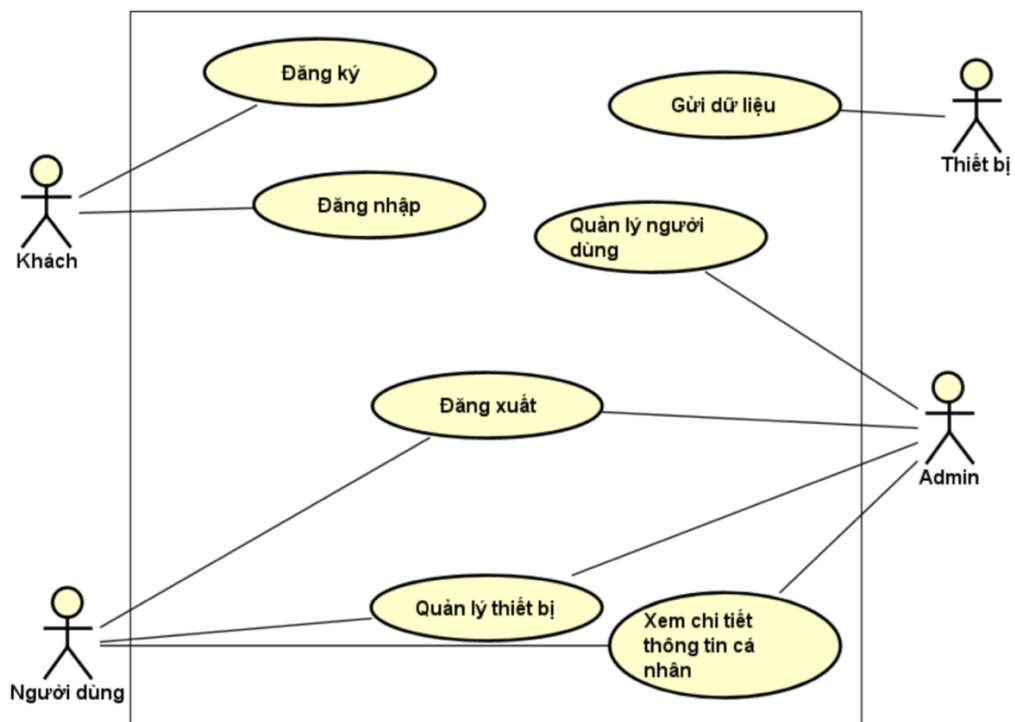 Đăng ký
Gửi dữ liệu
Thiết bị
Đăng nhập
Khách
Quản lý người
dùng
Đăng xuất
Admin
Quản lý thiết bị
Xem chi tiết
thông tin cá
nhân
Người dùng